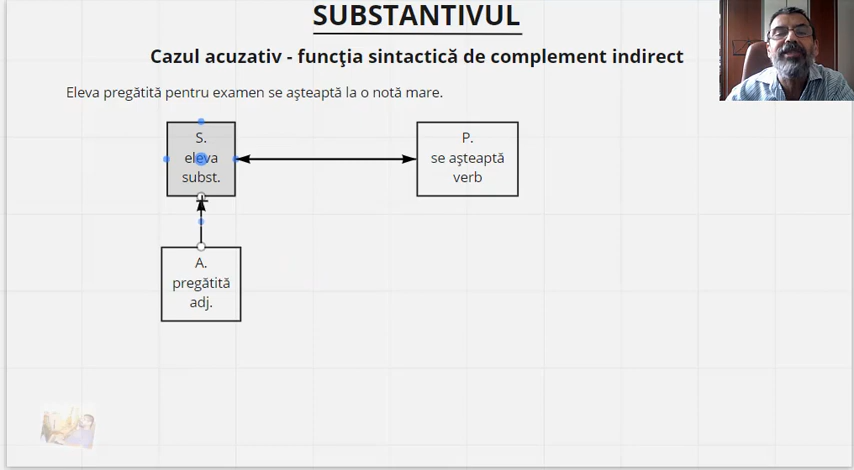 SUBSTANTIVUL
Cazul acuzativ - funcţia sintactică de complement indirect
Eleva pregătită pentru examen se aşteaptă la o notă mare.
S.
eleva
subst.
P.
se aşteaptă
verb
A.
pregătită
adj.